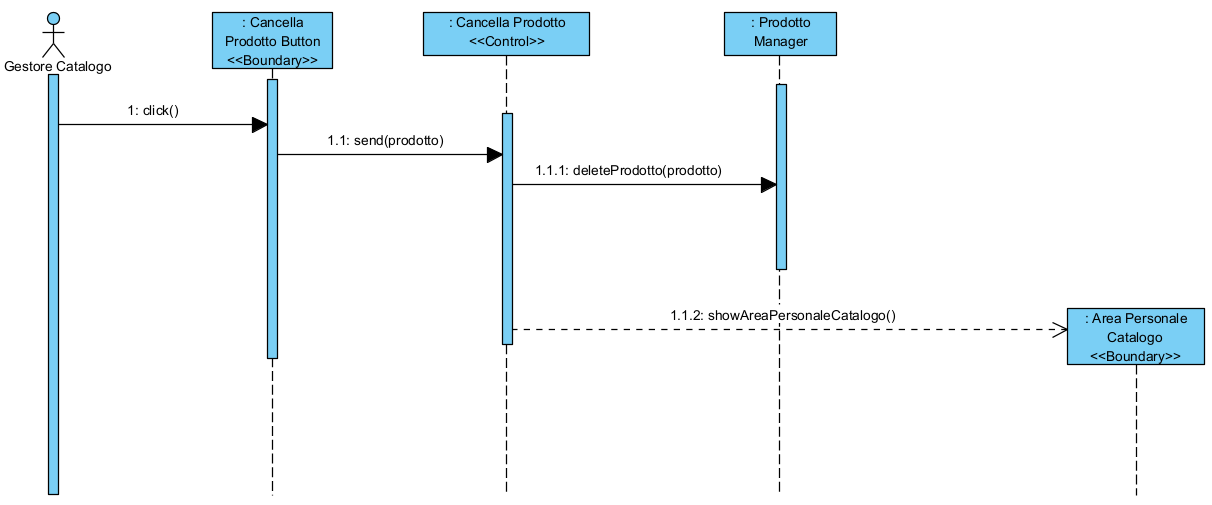 Gestore Catalogo
: Cancella
Prodotto Button
<<Boundary>>
: Cancella Prodotto
<<Control>>
: Prodotto
Manager
1: click()
1.1: send(prodotto)
1.1.1: deleteProdotto(prodotto)
1.1.2: showAreaPersonaleCatalogo()
: Area Personale
Catalogo
<<Boundary>>